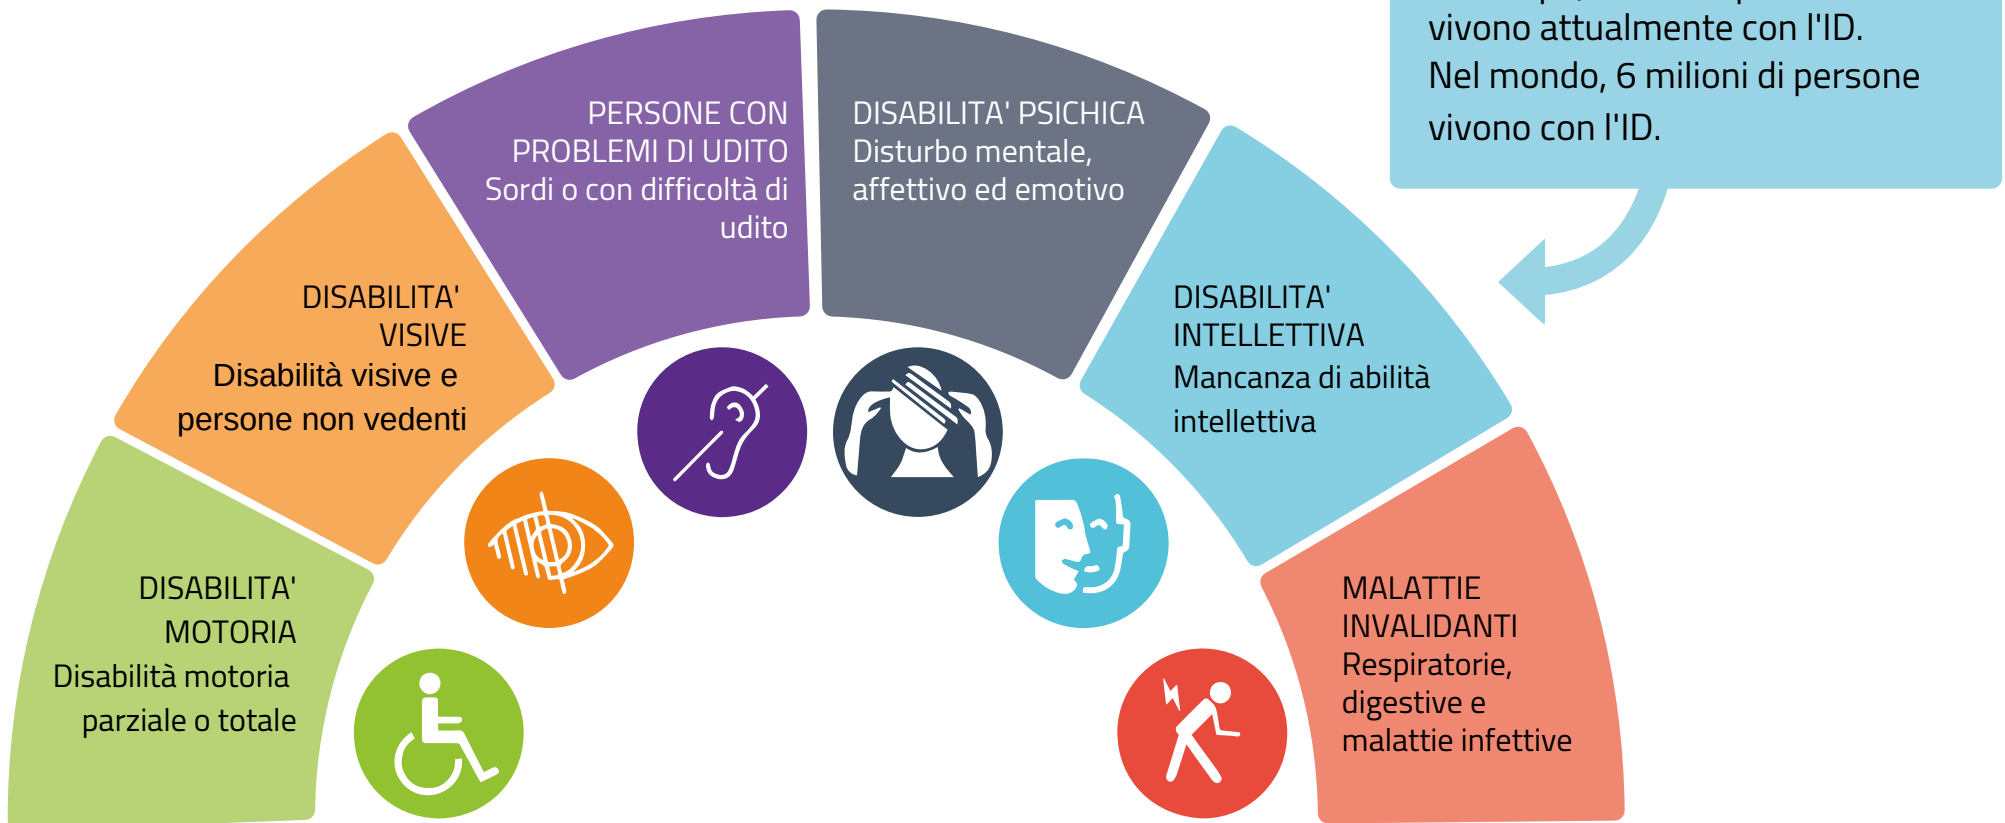 vivono attualmente con l'ID.
Nel mondo, 6 milioni di persone
vivono con l'ID.
PERSONE CON
PROBLEMI DI UDITO
Sordi o con difficoltà di
udito
DISABILITA' PSICHICA
Disturbo mentale,
affettivo ed emotivo
DISABILITA'
VISIVE
Disabilità visive e
persone non vedenti
DISABILITA'
INTELLETTIVA
Mancanza di abilità
intellettiva
DISABILITA'
MOTORIA
Disabilità motoria
parziale o totale
MALATTIE
INVALIDANTI
Respiratorie,
digestive e
malattie infettive